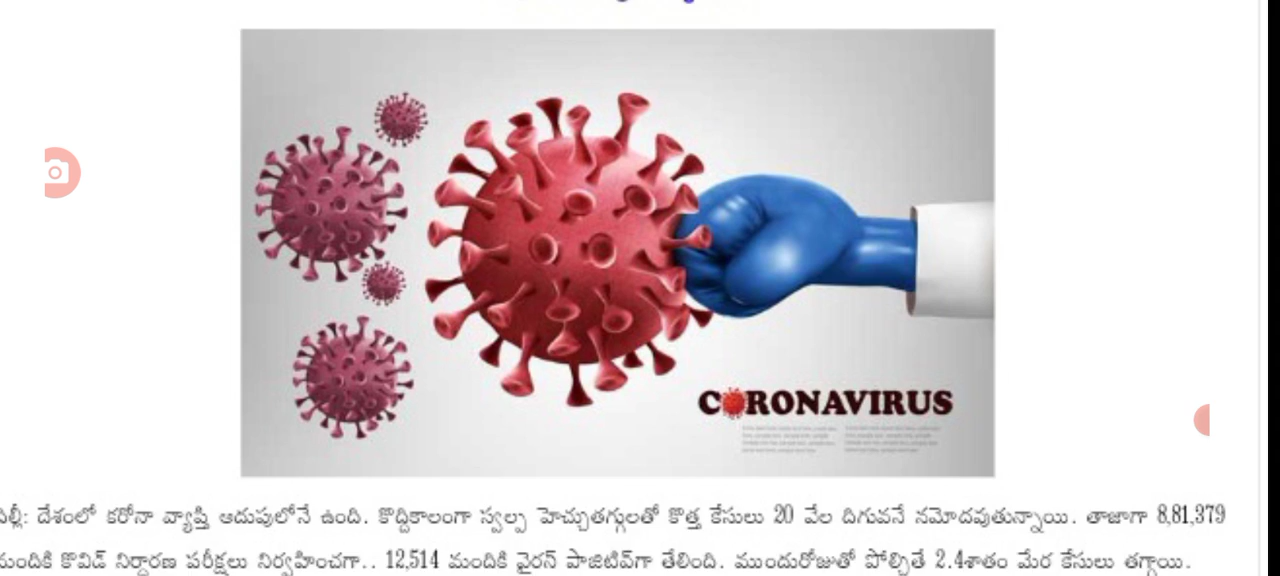 CORONAVIRUS
దేశంలో కరోనా వ్యాప్తి అదుపులోనే ఉంది. కొద్దికాలంగా స్వల్ప హెచ్చుతగ్గులతో కొత్త కేసులు 20 వేల దిగువనే నమోదవుతున్నాయి. తాజాగా 8,81,379
మందికి కొవిడ్ నిర్ధారణ పరీక్షలు నిర్వహించగా.. 12,514 మందికి వైరస్ పాజిటివ్‌గా తేలింది. ముందురోజుతో పోల్చితే 2.4శాతం మేర కేసులు తగ్గాయి.